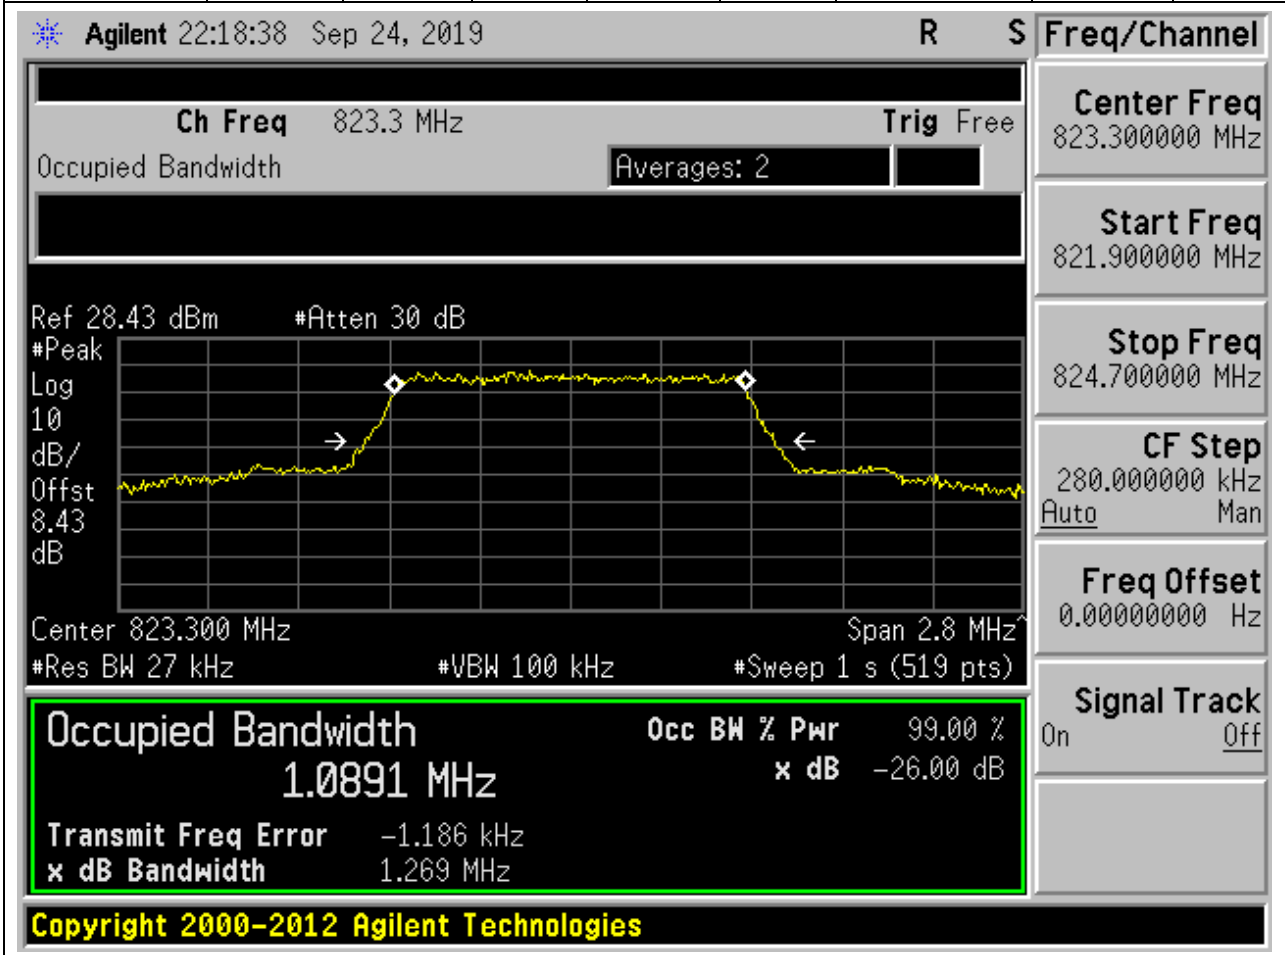 Agilent 22:18:38 Sep 24, 2019 R S Freq/Channel
Ch Freq 823.3 MHz Trig Free
Occupied Bandwidth Averages: 2
Center Freq
823.300000 MHz
Start Freq
821.900000 MHz
Stop Freq
824.700000 MHz
CF Step
280.000000 kHz
Auto Man
Freq Offset
0.00000000 Hz
Signal Track
On Off
Ref 28.43 dBm #Atten 30 dB
#Peak
Log
10
dB/
Offst
8.43
dB
Center 823.300 MHz Span 2.8 MHz^
#Res BW 27 kHz #VBW 100 kHz #Sweep 1 s (519 pts)
Occupied Bandwidth Occ BW % Pwr 99.00 %
1.0891 MHz x dB -26.00 dB
Transmit Freq Error -1.186 kHz
x dB Bandwidth 1.269 MHz
Copyright 2000-2012 Agilent Technologies